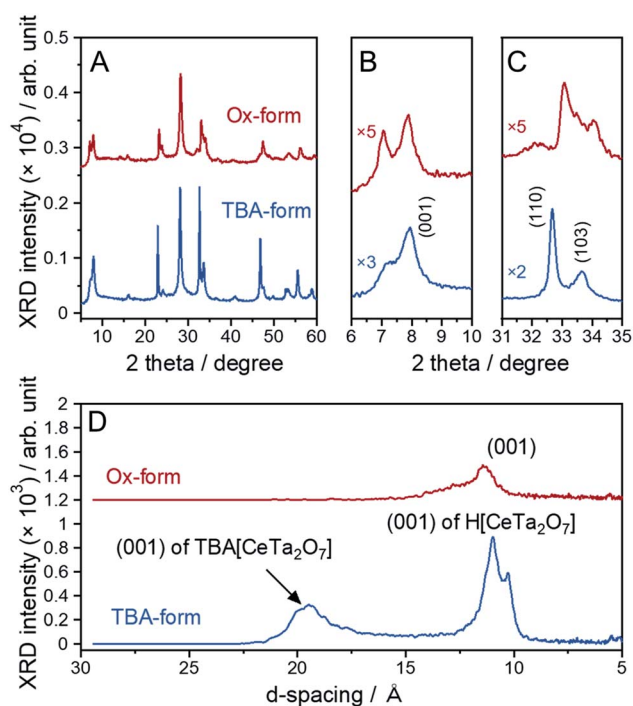 XRD intensity (× 10⁴) / arb. unit
0.5
0.4
0.3
0.2
0.1
0
A
Ox-form
TBA-form
10 20 30 40 50 60
2 theta / degree
B
×5
×3
(001)
6 7 8 9 10
2 theta / degree
C
×5
(110)
(103)
×2
31 32 33 34 35
2 theta / degree
XRD intensity (× 10³) / arb. unit
2
1.8
1.6
1.4
1.2
1
0.8
0.6
0.4
0.2
0
D
Ox-form
(001)
(001) of H[CeTa₂O₇]
(001) of TBA[CeTa₂O₇]
TBA-form
30 25 20 15 10 5
d-spacing / Å